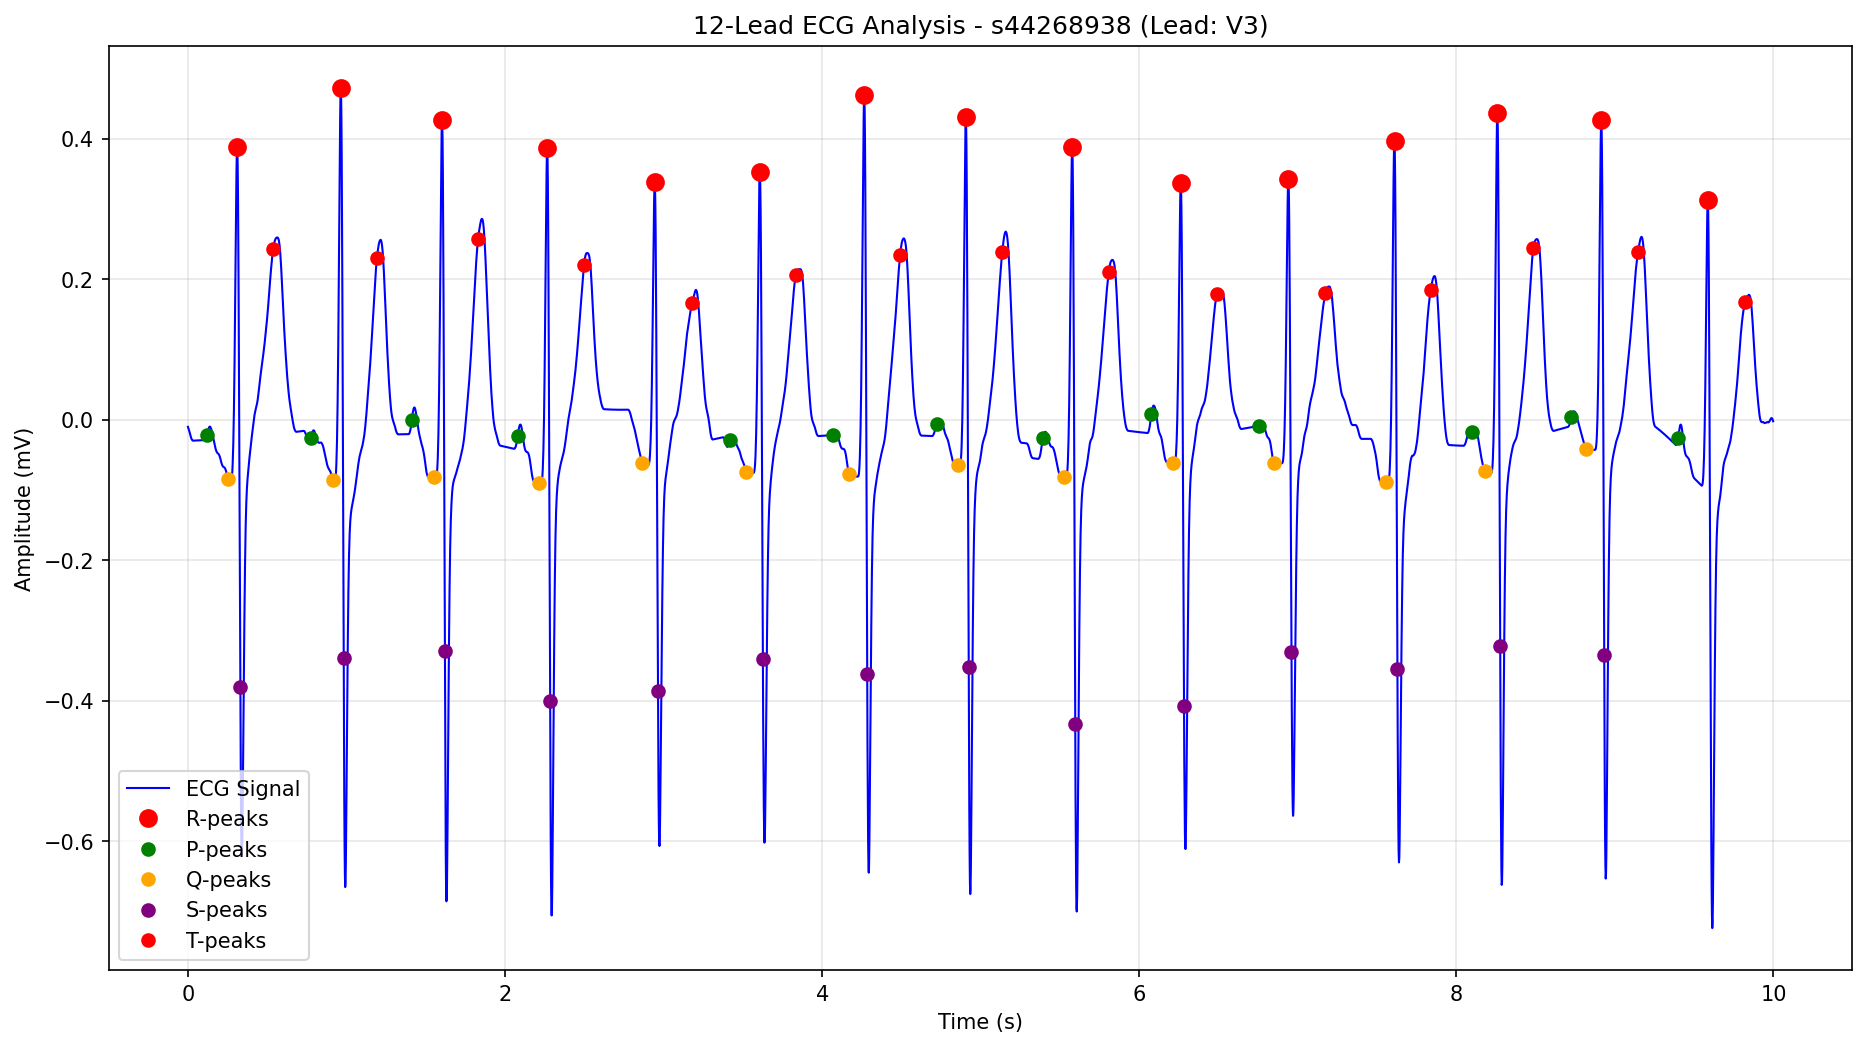 12-Lead ECG Analysis - s44268938 (Lead: V3)
Amplitude (mV)
0.4
0.2
0.0
−0.2
−0.4
−0.6
ECG Signal
R-peaks
P-peaks
Q-peaks
S-peaks
T-peaks
0 2 4 6 8 10
Time (s)